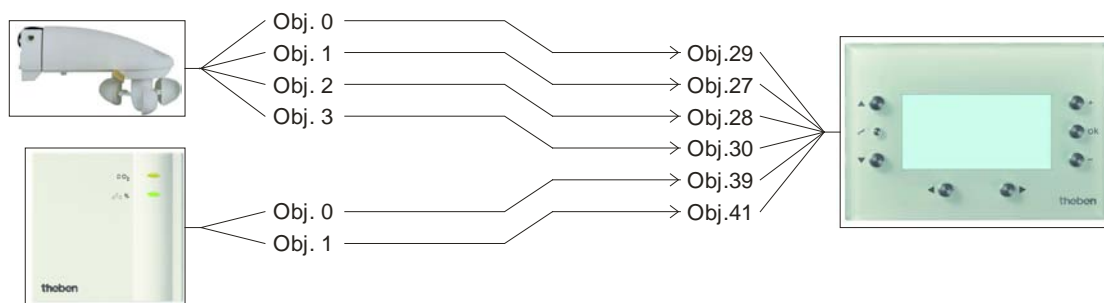 Obj. 0
Obj. 1
Obj. 2
Obj. 3
Obj.29
Obj.27
Obj.28
Obj.30
Obj.39
Obj.41
ok
theben
CO₂
%
Obj. 0
Obj. 1
theben